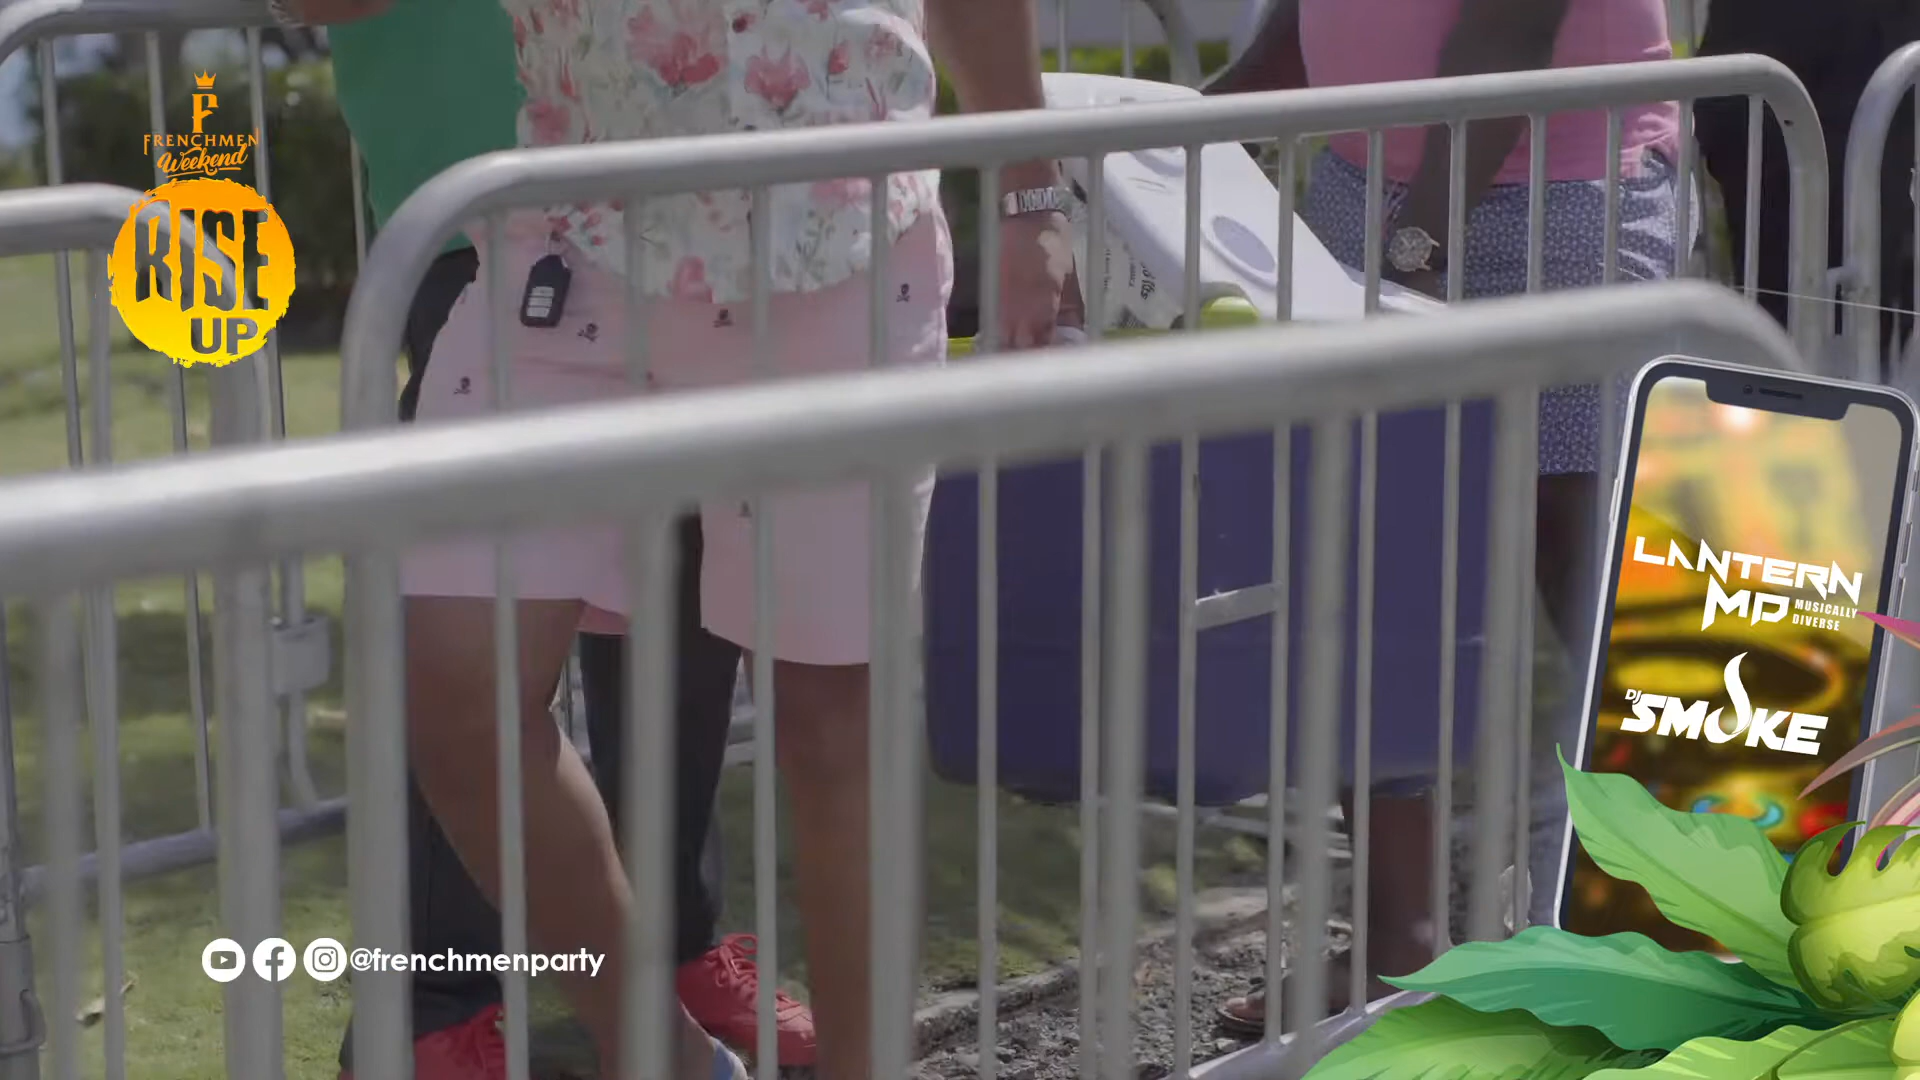 F
FRENCHMEN
Weekend
RISE
UP
LANTERN
MD MUSICALLY
DIVERSE
DJ
SMOKE
@frenchmenparty